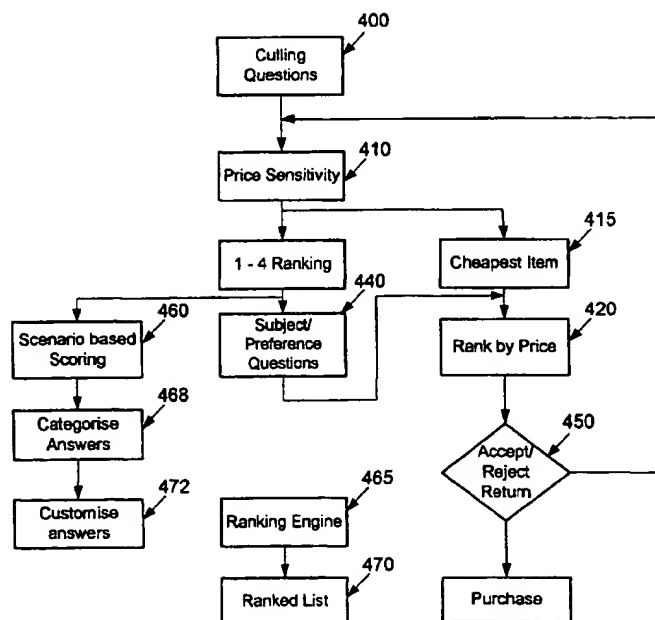 400
Culling
Questions
410
Price Sensitivity
415
1 - 4 Ranking
Cheapest Item
440
460
420
Scenario based
Scoring
Subject/
Preference
Questions
Rank by Price
468
Categorise
Answers
450
Accept/
Reject
Return
472
Customise
answers
465
Ranking Engine
470
Ranked List
Purchase